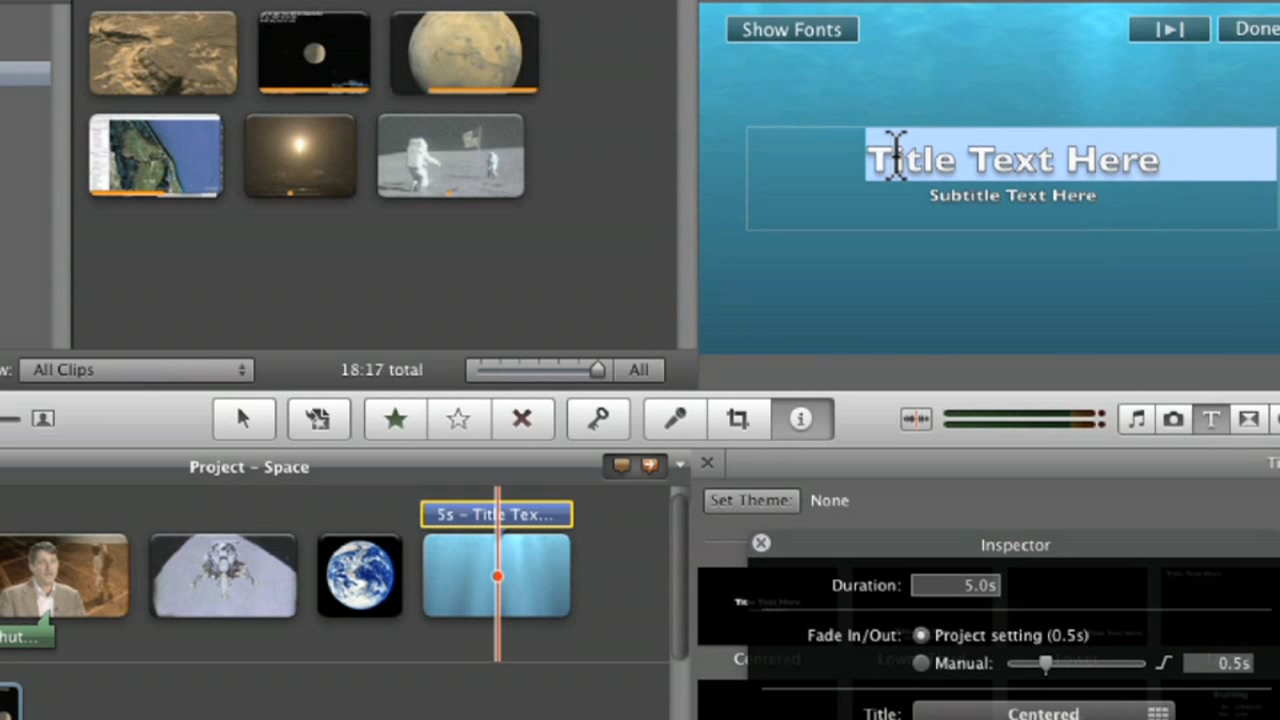 Show Fonts
Done
Title Text Here
Subtitle Text Here
w:
All Clips
18:17 total
All
Project – Space
5s – Title Tex...
hut...
Set Theme:
None
Inspector
Duration:
5.0s
Fade In/Out:
Project setting (0.5s)
Manual:
0.5s
Title:
Centered